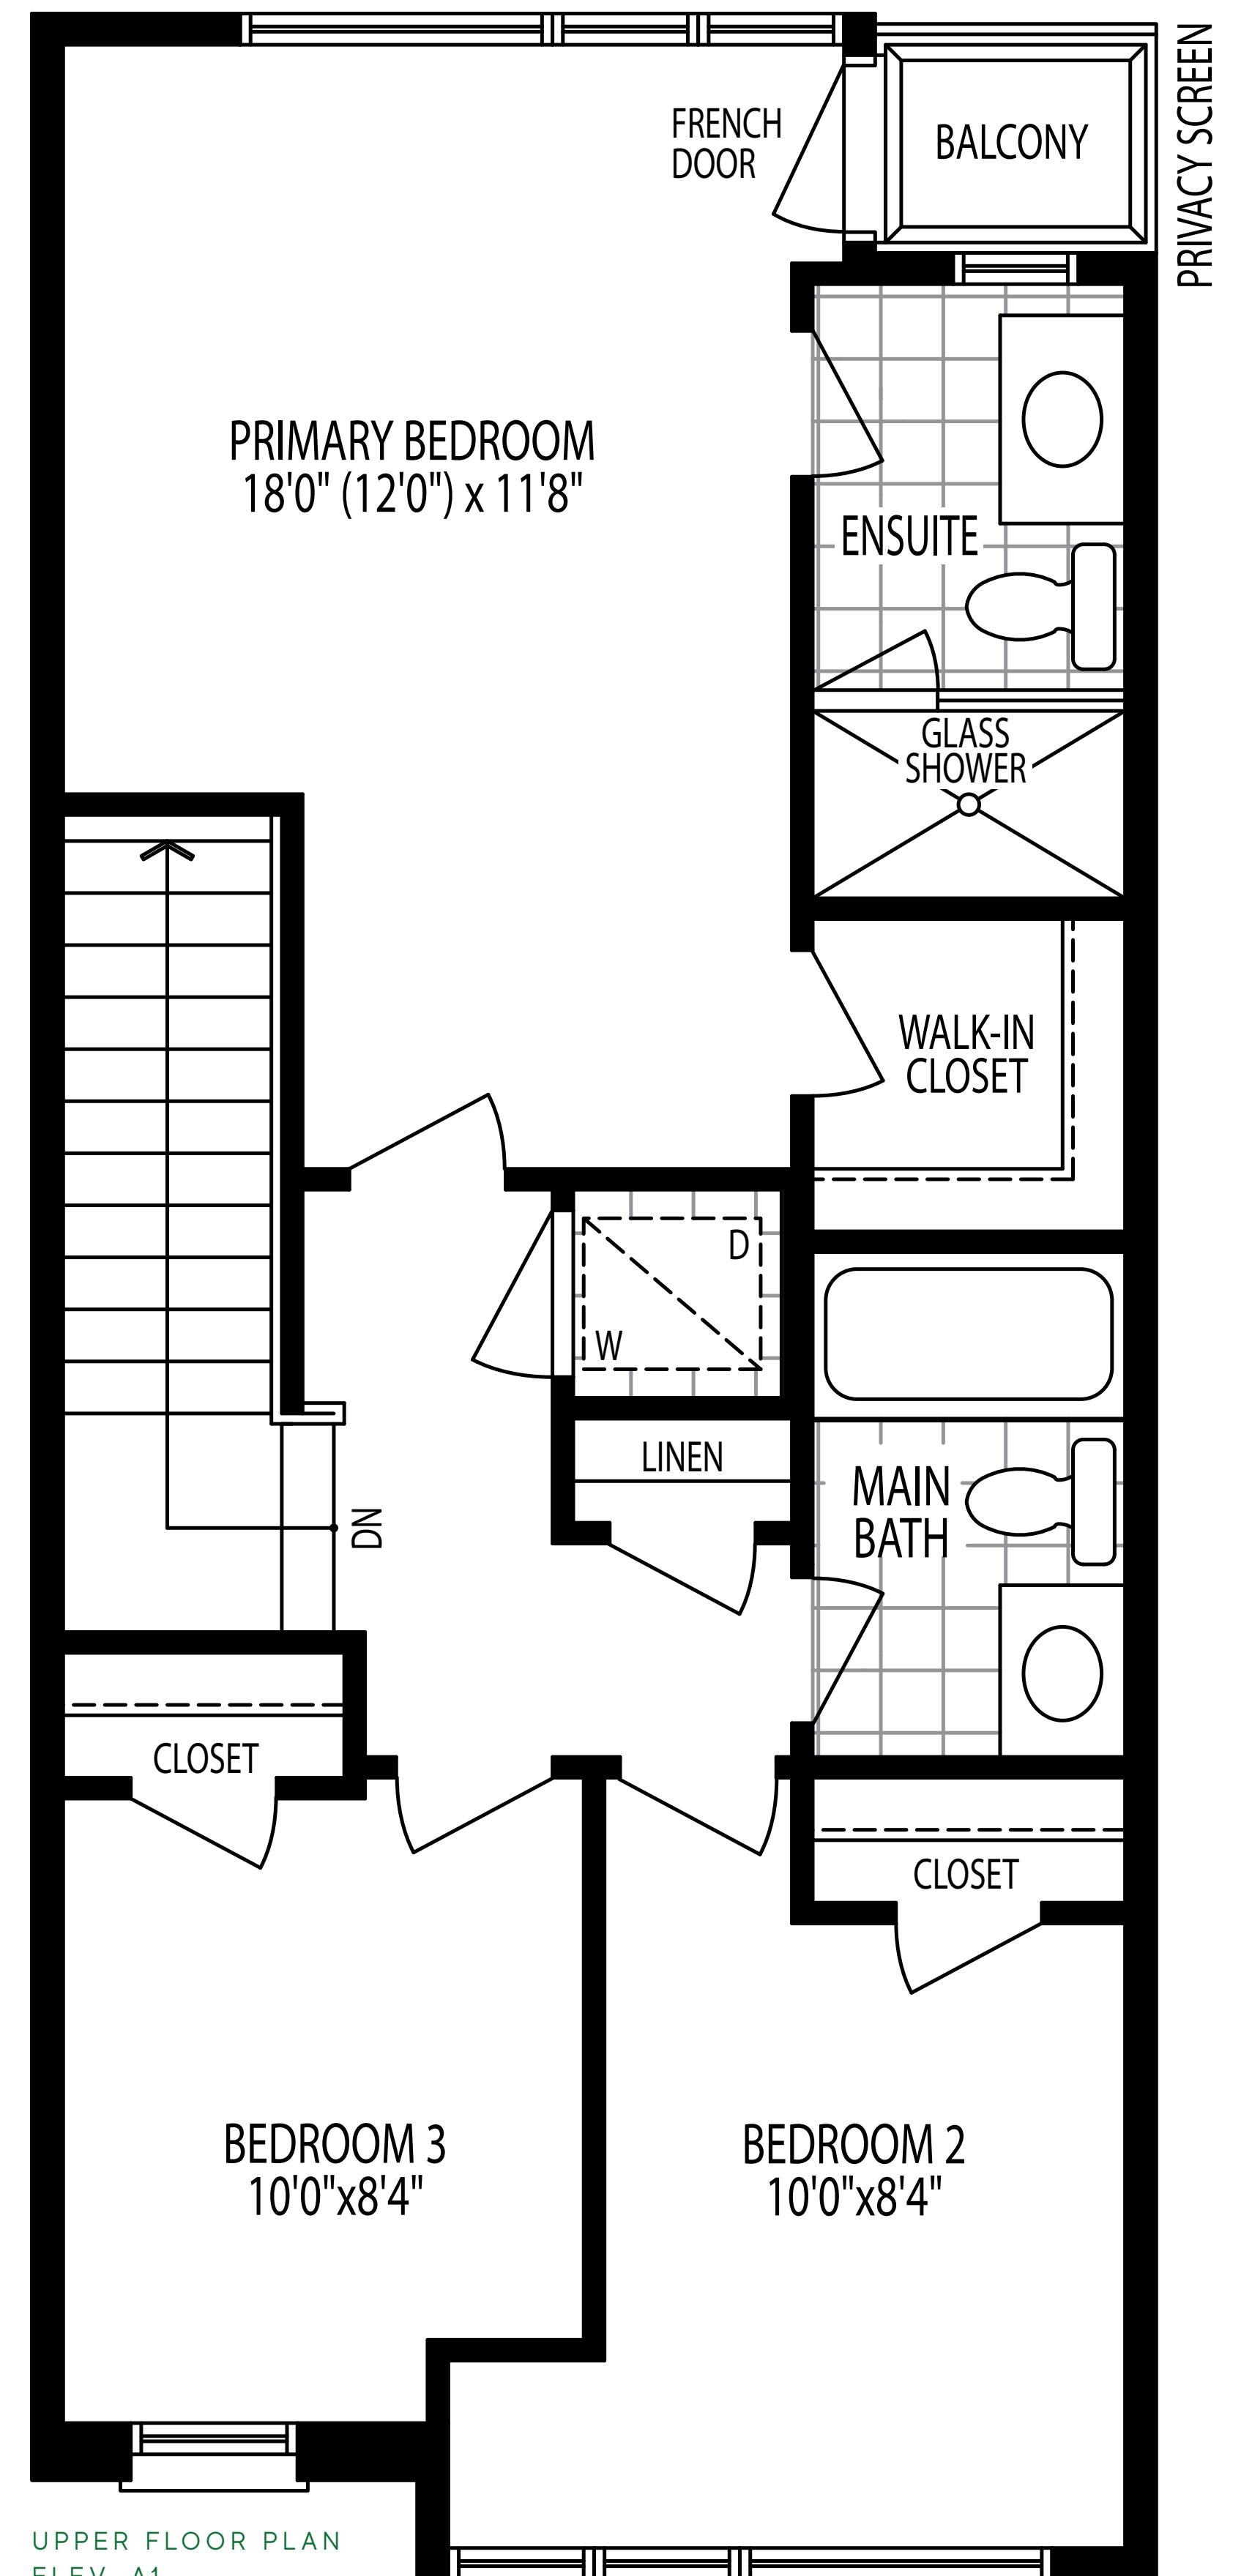 FRENCH
DOOR
BALCONY
PRIVACY SCREEN
PRIMARY BEDROOM
18'0" (12'0") x 11'8"
ENSUITE
GLASS
SHOWER
WALK-IN
CLOSET
D
W
LINEN
MAIN
BATH
DN
CLOSET
CLOSET
BEDROOM 3
10'0"x8'4"
BEDROOM 2
10'0"x8'4"
UPPER FLOOR PLAN
ELEV. A1